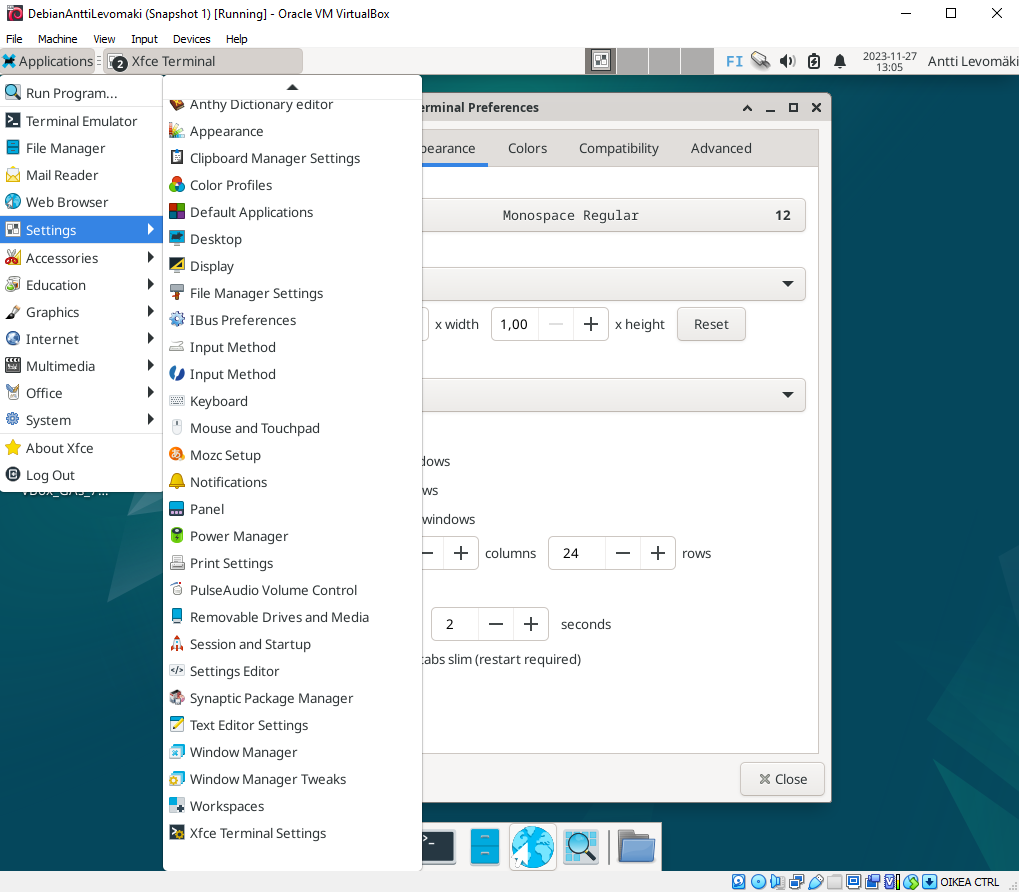 DebianAnttiLevomaki (Snapshot 1) [Running] - Oracle VM VirtualBox
File Machine View Input Devices Help
Applications 2 Xfce Terminal FI 2023-11-27 Antti Levomäki
13:05
Run Program...
Terminal Emulator
File Manager
Mail Reader
Web Browser
Settings
Accessories
Education
Graphics
Internet
Multimedia
Office
System
About Xfce
Log Out
Anthy Dictionary editor
Appearance
Clipboard Manager Settings
Color Profiles
Default Applications
Desktop
Display
File Manager Settings
IBus Preferences
Input Method
Input Method
Keyboard
Mouse and Touchpad
Mozc Setup
Notifications
Panel
Power Manager
Print Settings
PulseAudio Volume Control
Removable Drives and Media
Session and Startup
Settings Editor
Synaptic Package Manager
Text Editor Settings
Window Manager
Window Manager Tweaks
Workspaces
Xfce Terminal Settings
erminal Preferences
pearance Colors Compatibility Advanced
Monospace Regular 12
x width 1,00 x height Reset
dows
ws
windows
columns 24 rows
2 seconds
tabs slim (restart required)
Close
OIKEA CTRL